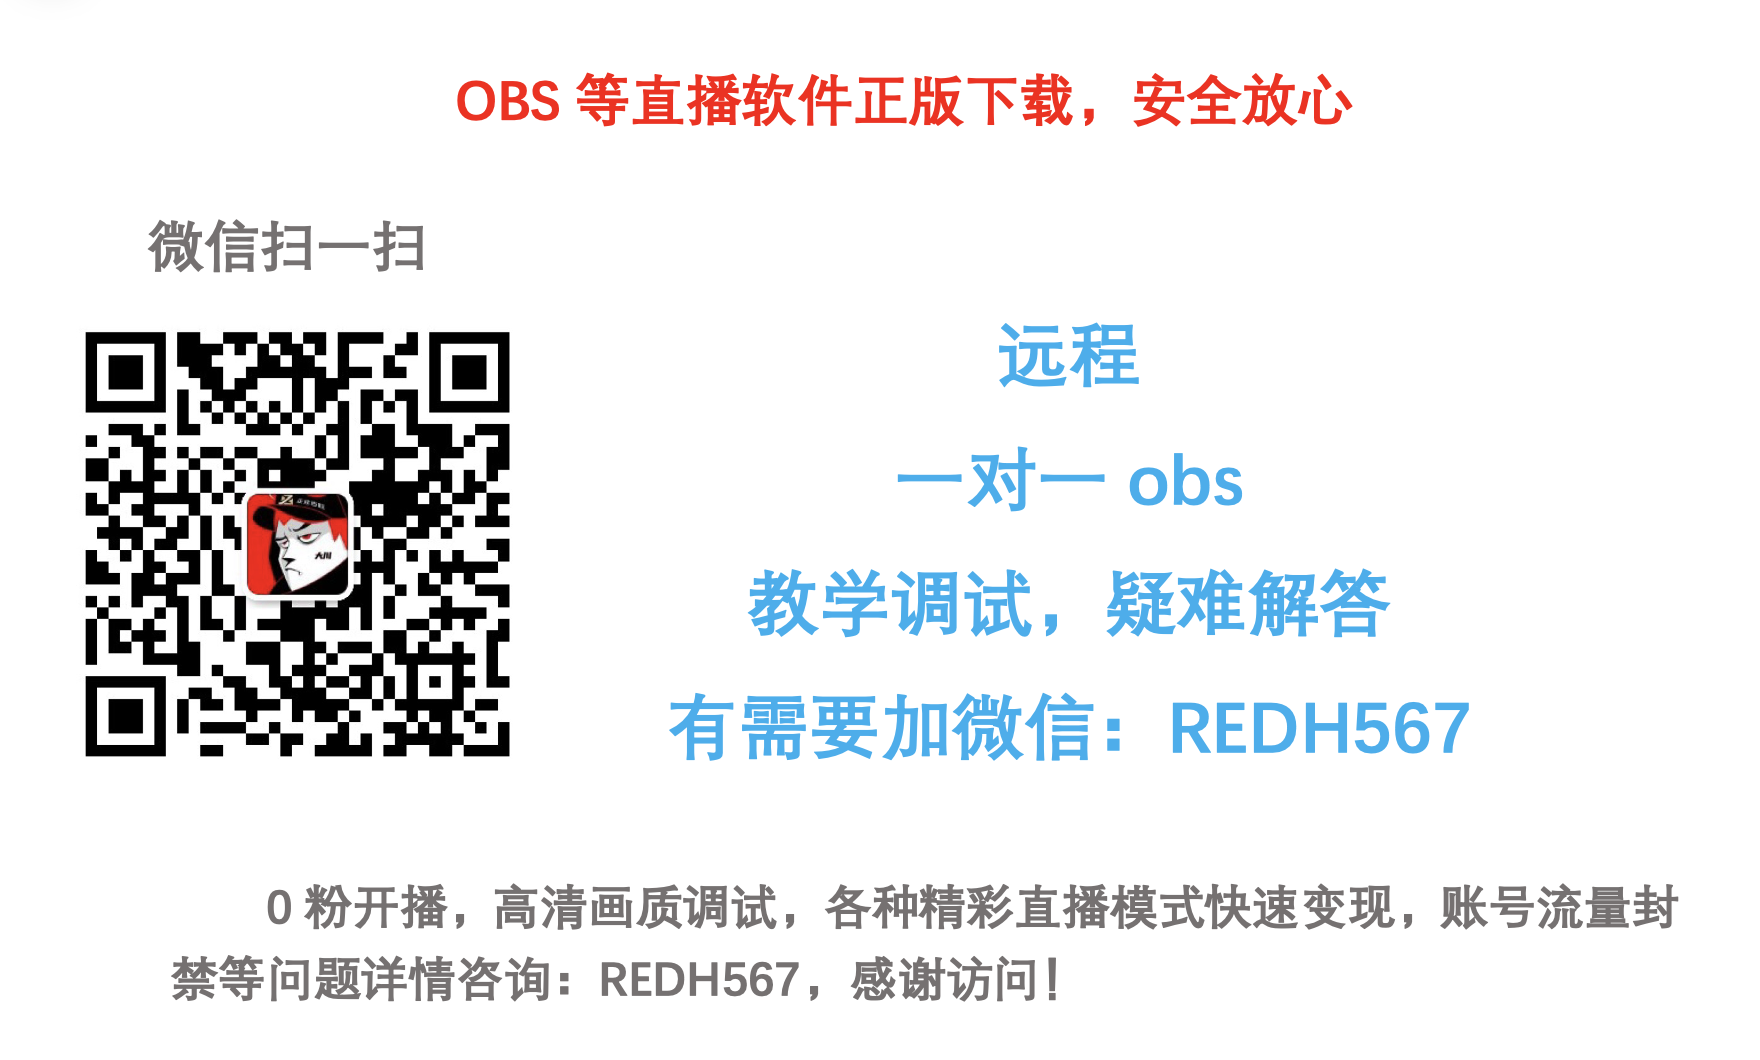 OBS 等直播软件正版下载，安全放心
微信扫一扫
远程
一对一 obs
教学调试，疑难解答
有需要加微信：REDH567
大川
0 粉开播，高清画质调试，各种精彩直播模式快速变现，账号流量封
禁等问题详情咨询：REDH567，感谢访问！